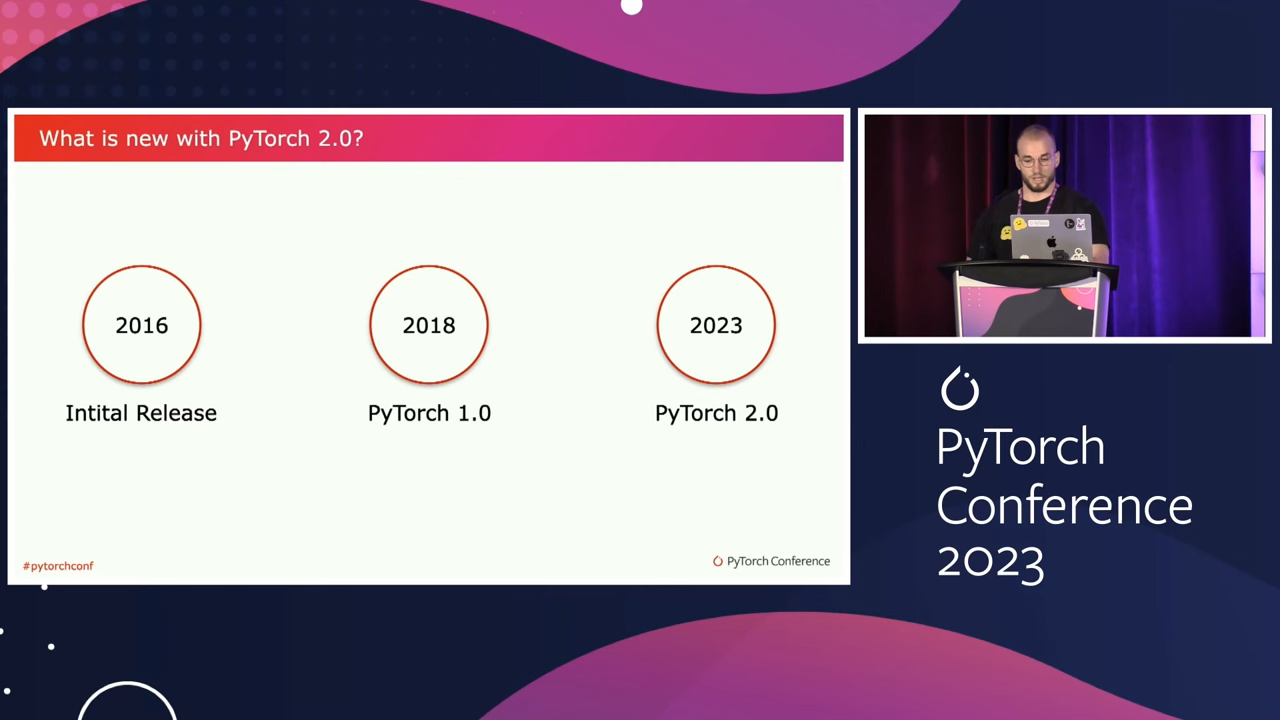 What is new with PyTorch 2.0?
2016
2018
2023
Intital Release
PyTorch 1.0
PyTorch 2.0
#pytorchconf
PyTorch Conference
PyTorch
Conference
2023